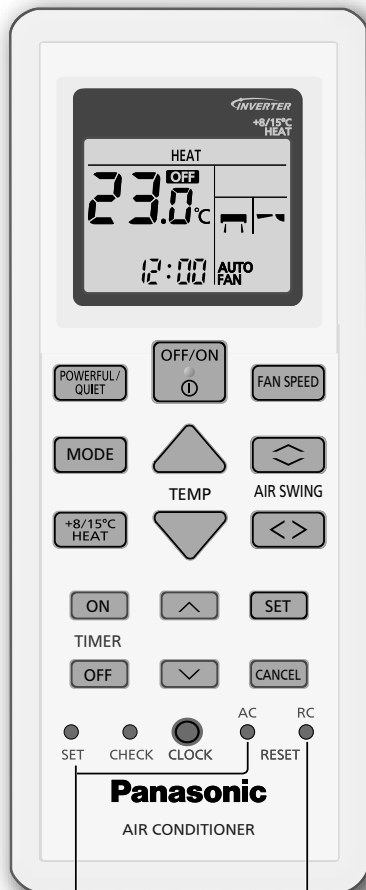 INVERTER
+8/15°C
HEAT
HEAT
OFF
23.0°C
12:00 AUTO
FAN
OFF/ON
POWERFUL/
QUIET
FAN SPEED
MODE
TEMP
AIR SWING
+8/15°C
HEAT
ON
SET
TIMER
OFF
CANCEL
AC RC
SET CHECK CLOCK RESET
Panasonic
AIR CONDITIONER